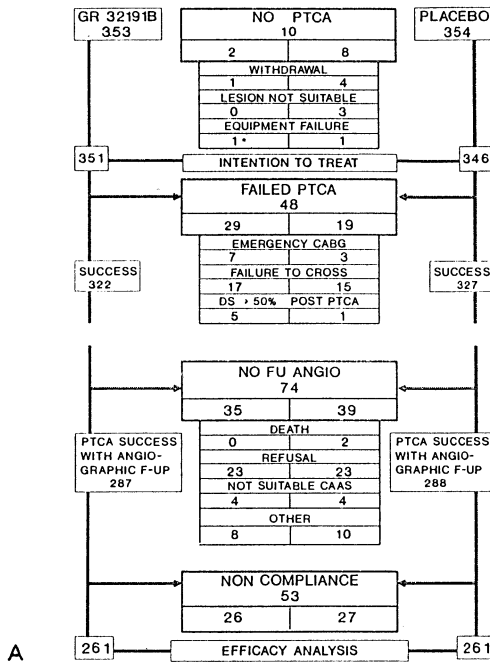 GR 32191B
353
NO PTCA
10
PLACEBO
354
2 8
WITHDRAWAL
1 4
LESION NOT SUITABLE
0 3
EQUIPMENT FAILURE
1* 1
351 INTENTION TO TREAT 346
FAILED PTCA
48
29 19
EMERGENCY CABG
7 3
FAILURE TO CROSS
17 15
DS > 50% POST PTCA
5 1
SUCCESS
322
SUCCESS
327
NO FU ANGIO
74
35 39
DEATH
0 2
REFUSAL
23 23
NOT SUITABLE CAAS
4 4
OTHER
8 10
PTCA SUCCESS
WITH ANGIO-
GRAPHIC F-UP
287
PTCA SUCCESS
WITH ANGIO-
GRAPHIC F-UP
288
NON COMPLIANCE
53
26 27
A 261 EFFICACY ANALYSIS 261